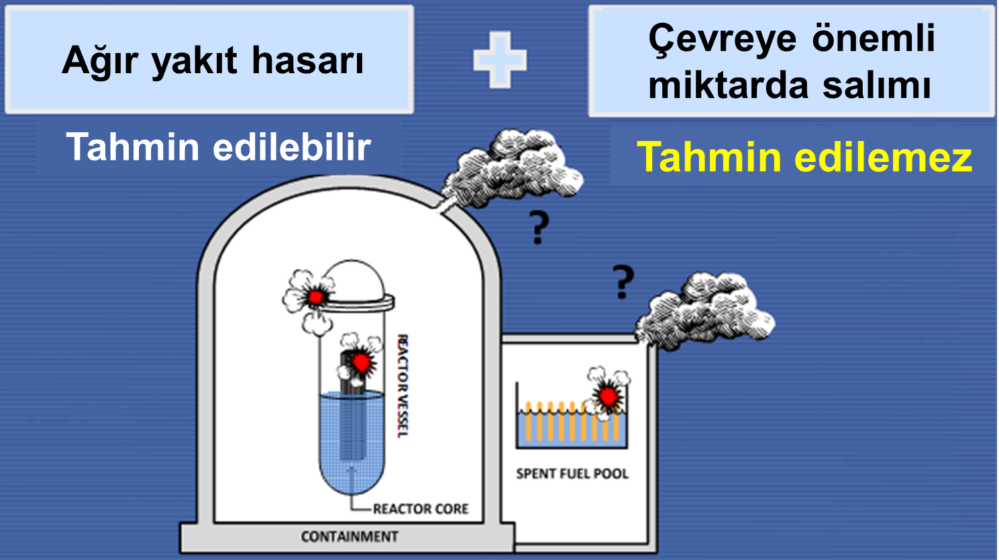 Ağır yakıt hasarı
Çevreye önemli
miktarda salımı
Tahmin edilebilir
Tahmin edilemez
?
?
REACTOR VESSEL
SPENT FUEL POOL
REACTOR CORE
CONTAINMENT